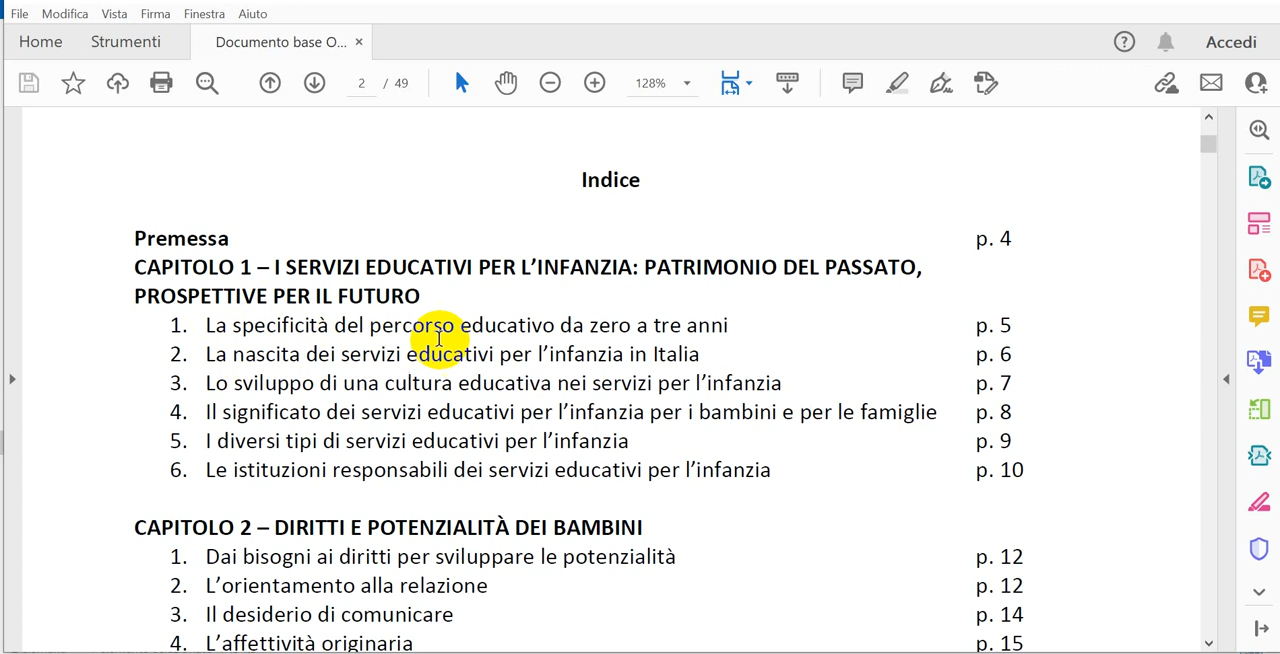 File Modifica Vista Firma Finestra Aiuto
Home Strumenti Documento base O... × Accedi
2 / 49 128%
Indice
Premessa p. 4
CAPITOLO 1 – I SERVIZI EDUCATIVI PER L’INFANZIA: PATRIMONIO DEL PASSATO,
PROSPETTIVE PER IL FUTURO
1. La specificità del percorso educativo da zero a tre anni p. 5
2. La nascita dei servizi educativi per l’infanzia in Italia p. 6
3. Lo sviluppo di una cultura educativa nei servizi per l’infanzia p. 7
4. Il significato dei servizi educativi per l’infanzia per i bambini e per le famiglie p. 8
5. I diversi tipi di servizi educativi per l’infanzia p. 9
6. Le istituzioni responsabili dei servizi educativi per l’infanzia p. 10
CAPITOLO 2 – DIRITTI E POTENZIALITÀ DEI BAMBINI
1. Dai bisogni ai diritti per sviluppare le potenzialità p. 12
2. L’orientamento alla relazione p. 12
3. Il desiderio di comunicare p. 14
4. L’affettività originaria p. 15